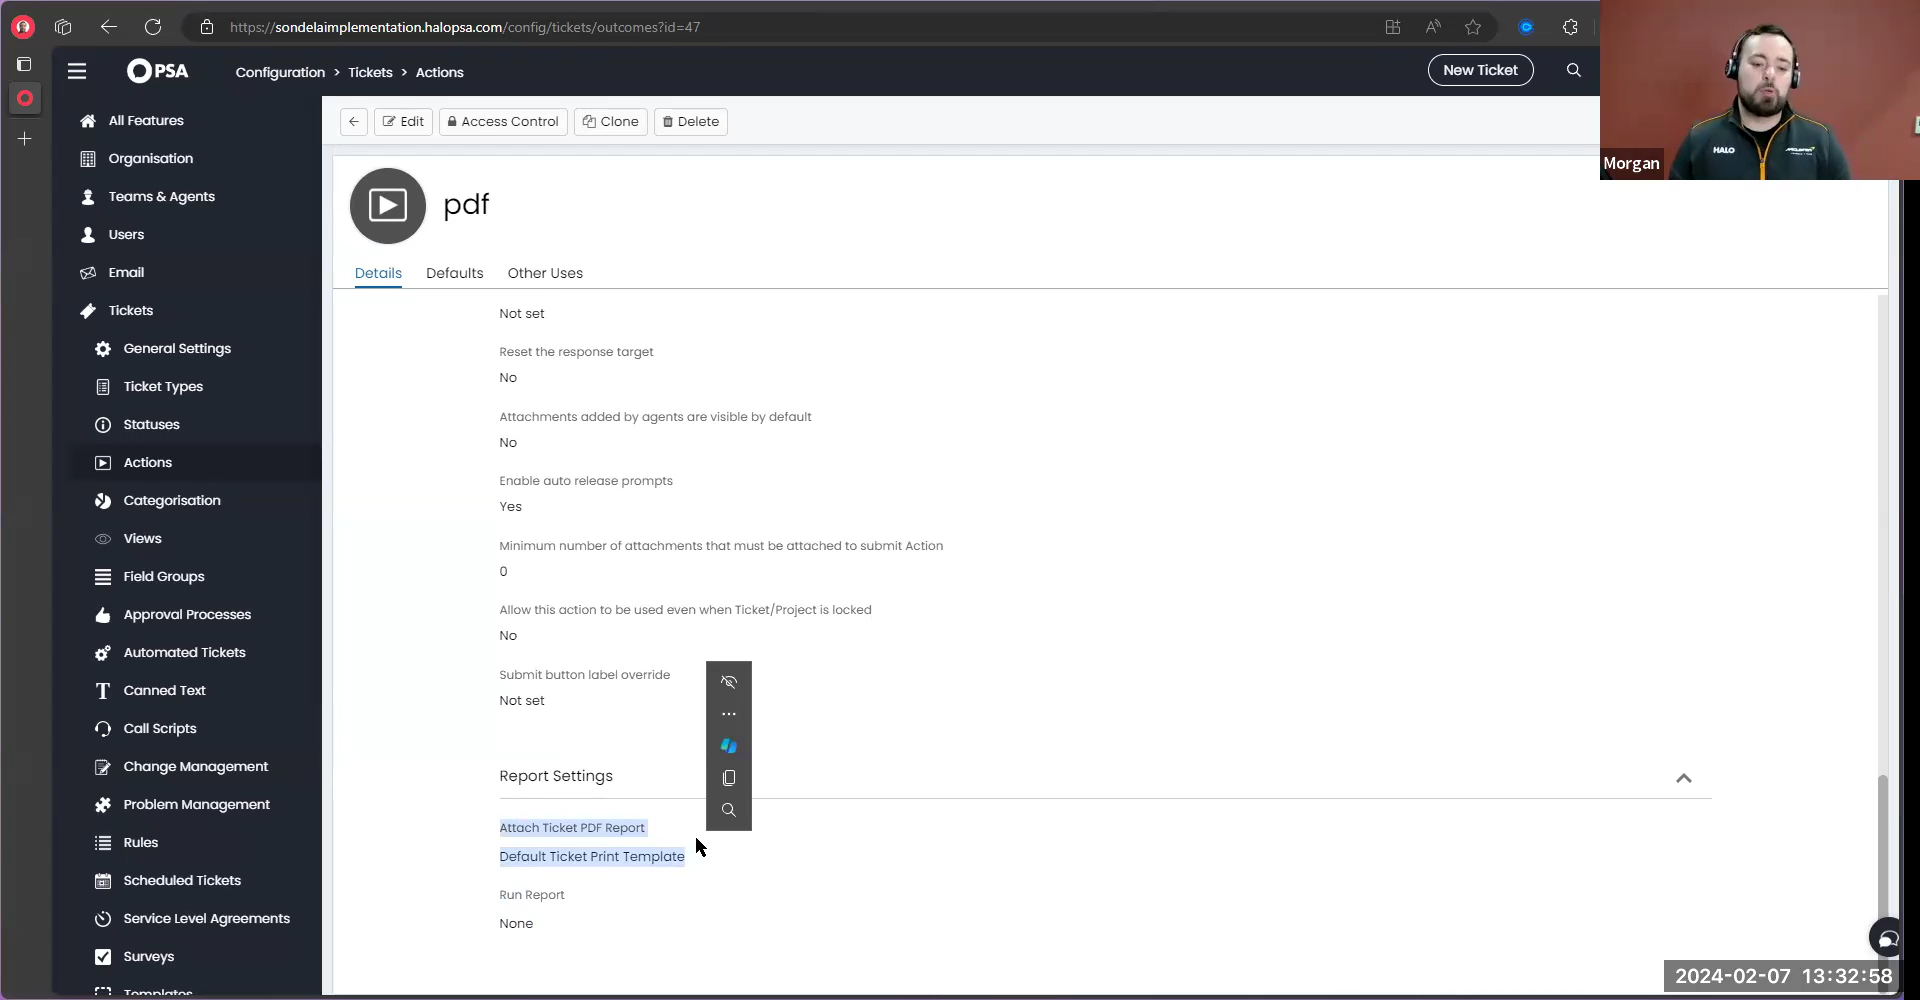 https://sondelaimplementation.halopsa.com/config/tickets/outcomes?id=47
PSA
Configuration > Tickets > Actions
New Ticket
HALO
Morgan
All Features
Organisation
Teams & Agents
Users
Email
Tickets
General Settings
Ticket Types
Statuses
Actions
Categorisation
Views
Field Groups
Approval Processes
Automated Tickets
Canned Text
Call Scripts
Change Management
Problem Management
Rules
Scheduled Tickets
Service Level Agreements
Surveys
Templates
Edit
Access Control
Clone
Delete
pdf
Details
Defaults
Other Uses
Not set
Reset the response target
No
Attachments added by agents are visible by default
No
Enable auto release prompts
Yes
Minimum number of attachments that must be attached to submit Action
0
Allow this action to be used even when Ticket/Project is locked
No
Submit button label override
Not set
Report Settings
Attach Ticket PDF Report
Default Ticket Print Template
Run Report
None
2024-02-07 13:32:58